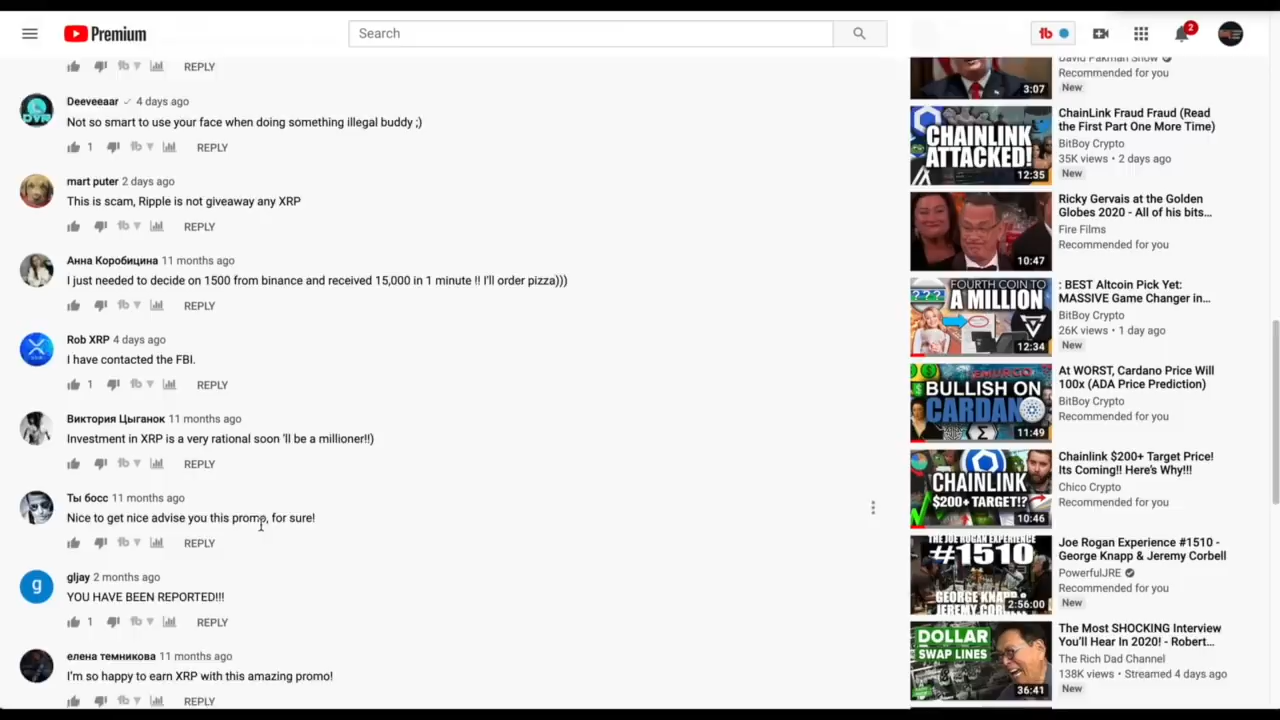 Premium
Search
tb
2
REPLY
Deeveeaar 4 days ago
Not so smart to use your face when doing something illegal buddy ;)
1
REPLY
mart puter 2 days ago
This is scam, Ripple is not giveaway any XRP
REPLY
Анна Коробицина 11 months ago
I just needed to decide on 1500 from binance and received 15,000 in 1 minute !! I'll order pizza)))
REPLY
Rob XRP 4 days ago
I have contacted the FBI.
1
REPLY
Виктория Цыганок 11 months ago
Investment in XRP is a very rational soon 'll be a millioner!!)
REPLY
Ты босс 11 months ago
Nice to get nice advise you this promo, for sure!
REPLY
g
gljay 2 months ago
YOU HAVE BEEN REPORTED!!!
1
REPLY
елена темникова 11 months ago
I'm so happy to earn XRP with this amazing promo!
REPLY
3:07
David Pakman Show
Recommended for you
New
CHAINLINK
ATTACKED!
12:35
ChainLink Fraud Fraud (Read
the First Part One More Time)
BitBoy Crypto
35K views • 2 days ago
New
10:47
Ricky Gervais at the Golden
Globes 2020 - All of his bits...
Fire Films
Recommended for you
FOURTH COIN TO
A MILLION
12:34
: BEST Altcoin Pick Yet:
MASSIVE Game Changer in...
BitBoy Crypto
26K views • 1 day ago
New
EMURGO
BULLISH ON
CARDANO
11:49
At WORST, Cardano Price Will
100x (ADA Price Prediction)
BitBoy Crypto
Recommended for you
CHAINLINK
$200+ TARGET!?
10:46
Chainlink $200+ Target Price!
Its Coming!! Here's Why!!!
Chico Crypto
Recommended for you
THE JOE ROGAN EXPERIENCE
#1510
GEORGE KNAPP &
JEREMY CORBELL
2:56:00
Joe Rogan Experience #1510 -
George Knapp & Jeremy Corbell
PowerfulJRE
Recommended for you
New
DOLLAR
SWAP LINES
36:41
The Most SHOCKING Interview
You'll Hear In 2020! - Robert...
The Rich Dad Channel
138K views • Streamed 4 days ago
New